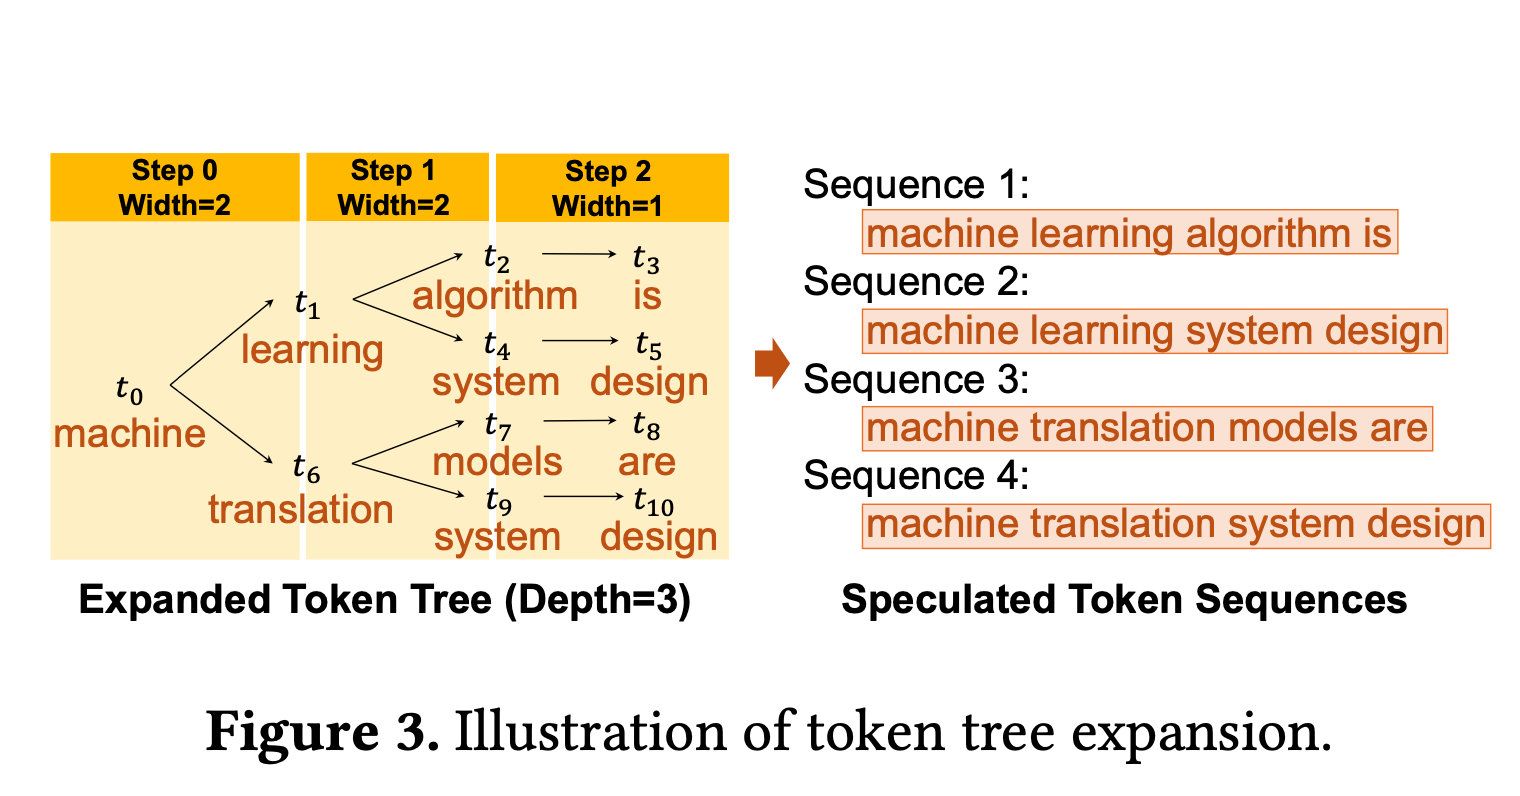 Step 0
Width=2
Step 1
Width=2
Step 2
Width=1
t₀
machine
t₁
learning
t₂
algorithm
t₃
is
t₄
system
t₅
design
t₆
translation
t₇
models
t₈
are
t₉
system
t₁₀
design
Expanded Token Tree (Depth=3)
Sequence 1:
machine learning algorithm is
Sequence 2:
machine learning system design
Sequence 3:
machine translation models are
Sequence 4:
machine translation system design
Speculated Token Sequences
Figure 3. Illustration of token tree expansion.